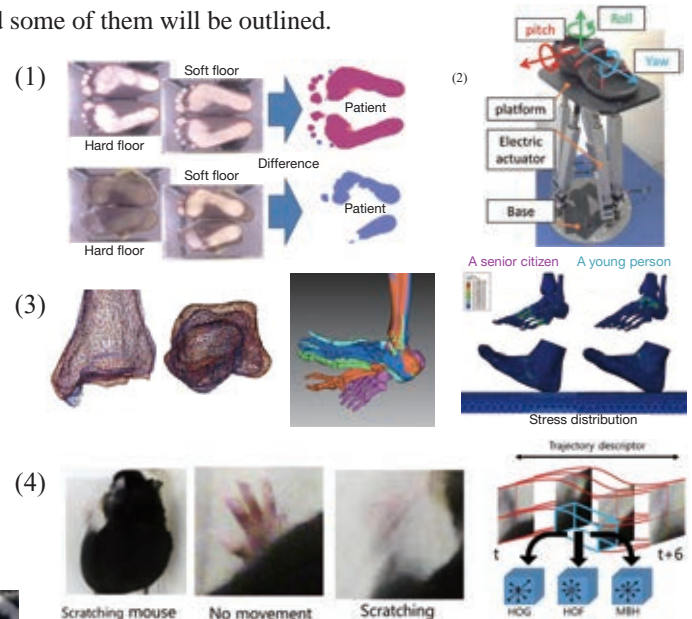 d some of them will be outlined.
(1)
Soft floor
Hard floor
Patient
Difference
Soft floor
Hard floor
Patient
(2)
pitch
Roll
Yaw
platform
Electric
actuator
Base
(3)
A senior citizen
A young person
Stress distribution
(4)
Scratching mouse
No movement
Scratching
Trajectory descriptor
t
t+6
HOG
HOF
MBH